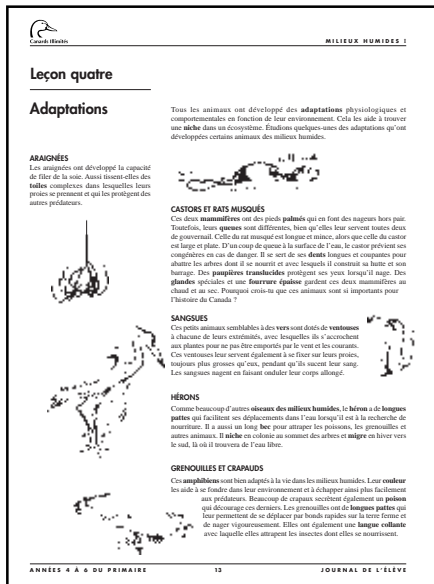 Canards Illimités
MILIEUX HUMIDES I
Leçon quatre
Adaptations
Tous les animaux ont développé des adaptations physiologiques et
comportementales en fonction de leur environnement. Cela les aide à trouver
une niche dans un écosystème. Étudions quelques-unes des adaptations qu'ont
développées certains animaux des milieux humides.
ARAIGNÉES
Les araignées ont développé la capacité
de filer de la soie. Aussi tissent-elles des
toiles complexes dans lesquelles leurs
proies se prennent et qui les protègent des
autres prédateurs.
CASTORS ET RATS MUSQUÉS
Ces deux mammifères ont des pieds palmés qui en font des nageurs hors pair.
Toutefois, leurs queues sont différentes, bien qu'elles leur servent toutes deux
de gouvernail. Celle du rat musqué est longue et mince, alors que celle du castor
est large et plate. D'un coup de queue à la surface de l'eau, le castor prévient ses
congénères en cas de danger. Il se sert de ses dents longues et coupantes pour
abattre les arbres dont il se nourrit et avec lesquels il construit sa hutte et son
barrage. Des paupières translucides protègent ses yeux lorsqu'il nage. Des
glandes spéciales et une fourrure épaisse gardent ces deux mammifères au
chaud et au sec. Pourquoi crois-tu que ces animaux sont si importants pour
l'histoire du Canada ?
SANGSUES
Ces petits animaux semblables à des vers sont dotés de ventouses
à chacune de leurs extrémités, avec lesquelles ils s'accrochent
aux plantes pour ne pas être emportés par le vent et les courants.
Ces ventouses leur servent également à se fixer sur leurs proies,
toujours plus grosses qu'eux, pendant qu'ils sucent leur sang.
Les sangsues nagent en faisant onduler leur corps allongé.
HÉRONS
Comme beaucoup d'autres oiseaux des milieux humides, le héron a de longues
pattes qui facilitent ses déplacements dans l'eau lorsqu'il est à la recherche de
nourriture. Il a aussi un long bec pour attraper les poissons, les grenouilles et
autres animaux. Il niche en colonie au sommet des arbres et migre en hiver vers
le sud, là où il trouvera de l'eau libre.
GRENOUILLES ET CRAPAUDS
Ces amphibiens sont bien adaptés à la vie dans les milieux humides. Leur couleur
les aide à se fondre dans leur environnement et à échapper ainsi plus facilement
aux prédateurs. Beaucoup de crapaux secrètent également un poison
qui décourage ces derniers. Les grenouilles ont de longues pattes qui
leur permettent de se déplacer par bonds rapides sur la terre ferme et
de nager vigoureusement. Elles ont également une langue collante
avec laquelle elles attrapent les insectes dont elles se nourrissent.
ANNÉES 4 À 6 DU PRIMAIRE
13
JOURNAL DE L'ÉLÈVE